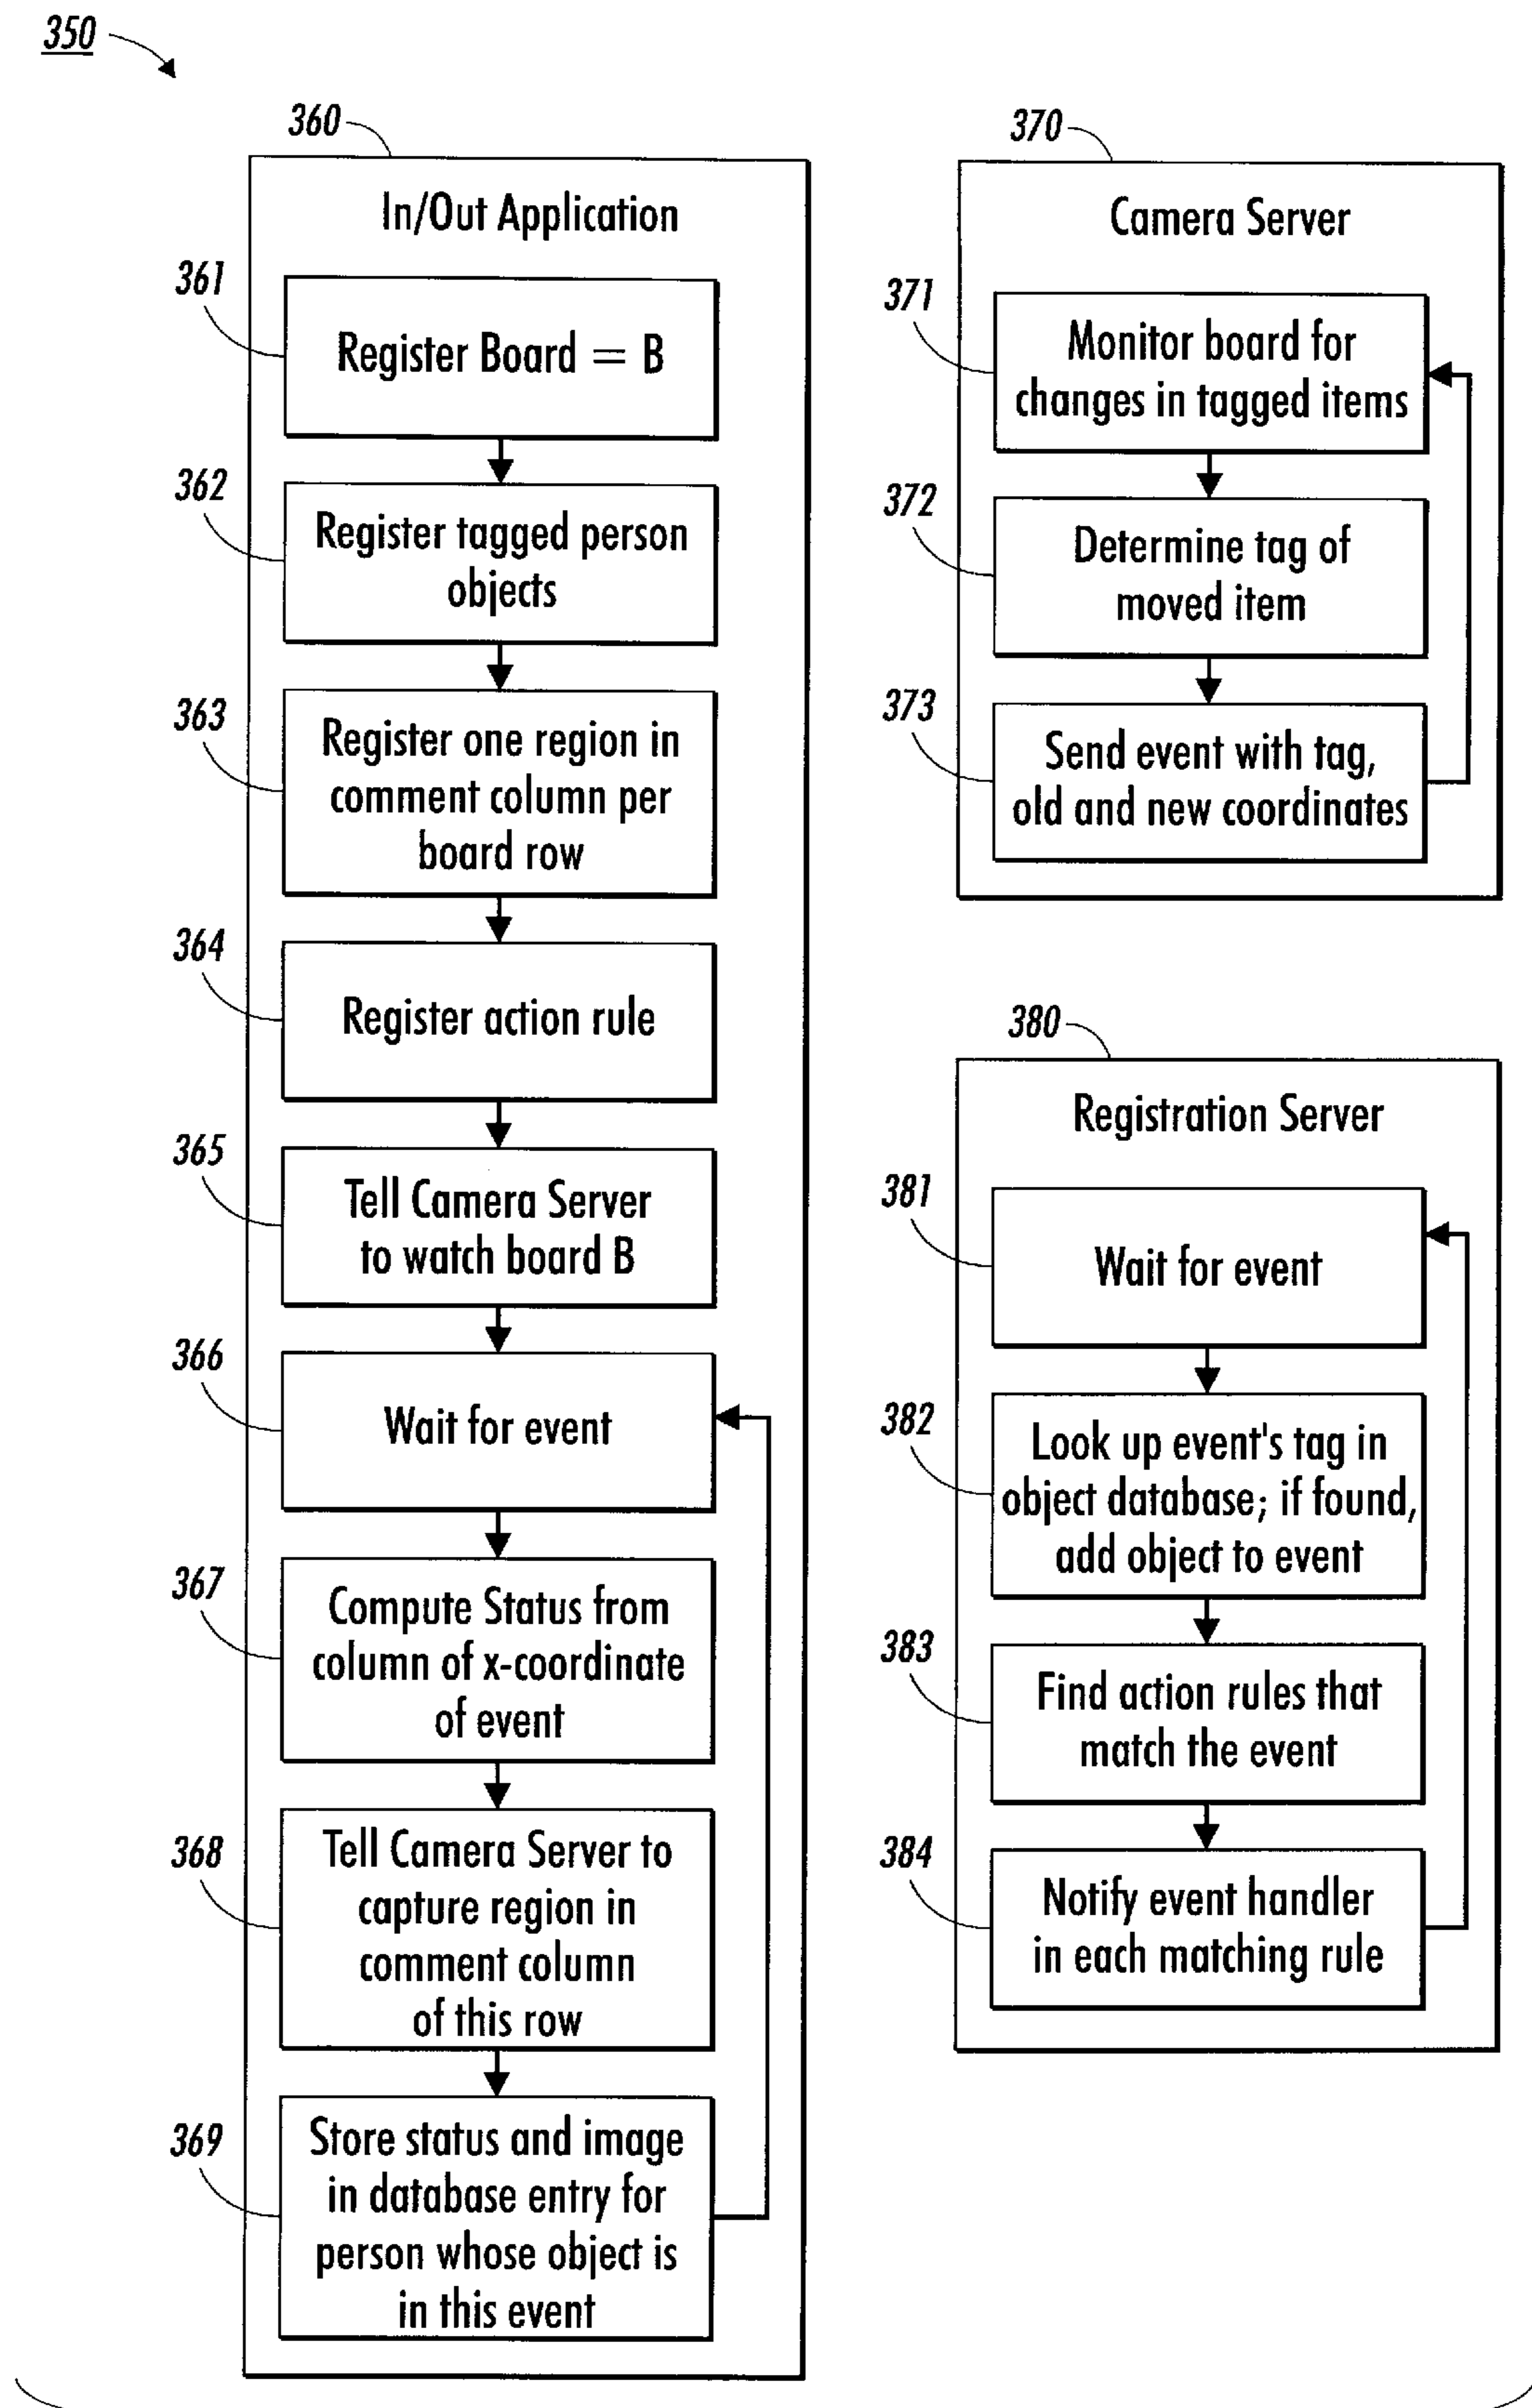 350
360
In/Out Application
361
Register Board = B
362
Register tagged person
objects
363
Register one region in
comment column per
board row
364
Register action rule
365
Tell Camera Server
to watch board B
366
Wait for event
367
Compute Status from
column of x-coordinate
of event
368
Tell Camera Server to
capture region in
comment column
of this row
369
Store status and image
in database entry for
person whose object is
in this event
370
Camera Server
371
Monitor board for
changes in tagged items
372
Determine tag of
moved item
373
Send event with tag,
old and new coordinates
380
Registration Server
381
Wait for event
382
Look up event's tag in
object database; if found,
add object to event
383
Find action rules that
match the event
384
Notify event handler
in each matching rule